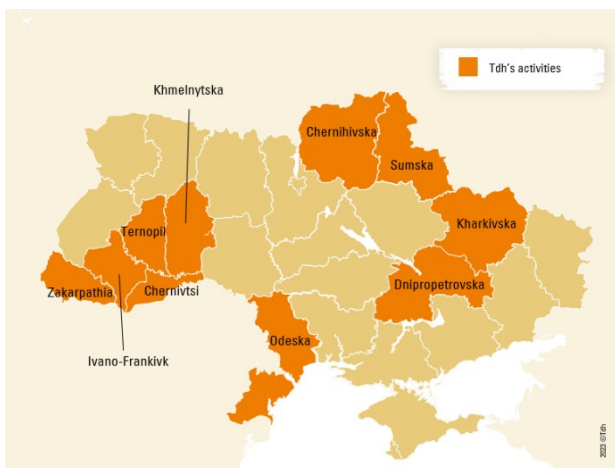 Tdh's activities
Khmelnytska
Chernihivska
Sumska
Kharkivska
Ternopil
Dnipropetrovska
Zakarpathia
Chernivtsi
Odeska
Ivano-Frankivk
2023 ©Tdh